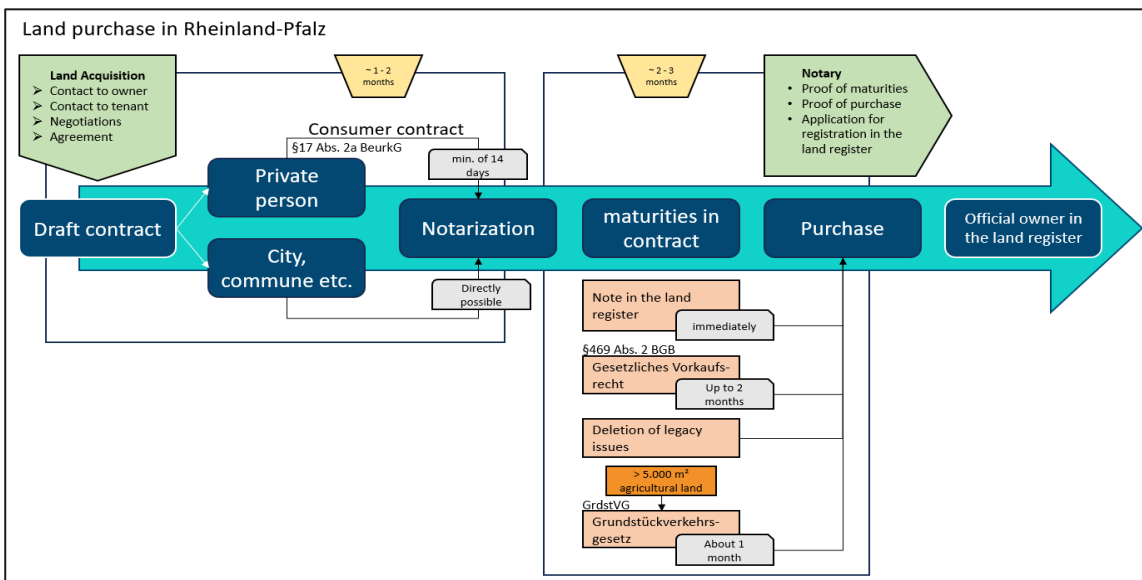 Land purchase in Rheinland-Pfalz
Land Acquisition
➢ Contact to owner
➢ Contact to tenant
➢ Negotiations
➢ Agreement
~ 1 - 2
months
~ 2 - 3
months
Notary
• Proof of maturities
• Proof of purchase
• Application for
registration in the
land register
Consumer contract
§17 Abs. 2a BeurkG
min. of 14
days
Private
person
Draft contract
City,
commune etc.
Notarization
maturities in
contract
Purchase
Official owner in
the land register
Directly
possible
Note in the land
register
immediately
§469 Abs. 2 BGB
Gesetzliches Vorkaufs-
recht
Up to 2
months
Deletion of legacy
issues
> 5.000 m²
agricultural land
GrdstVG
Grundstückverkehrs-
gesetz
About 1
month